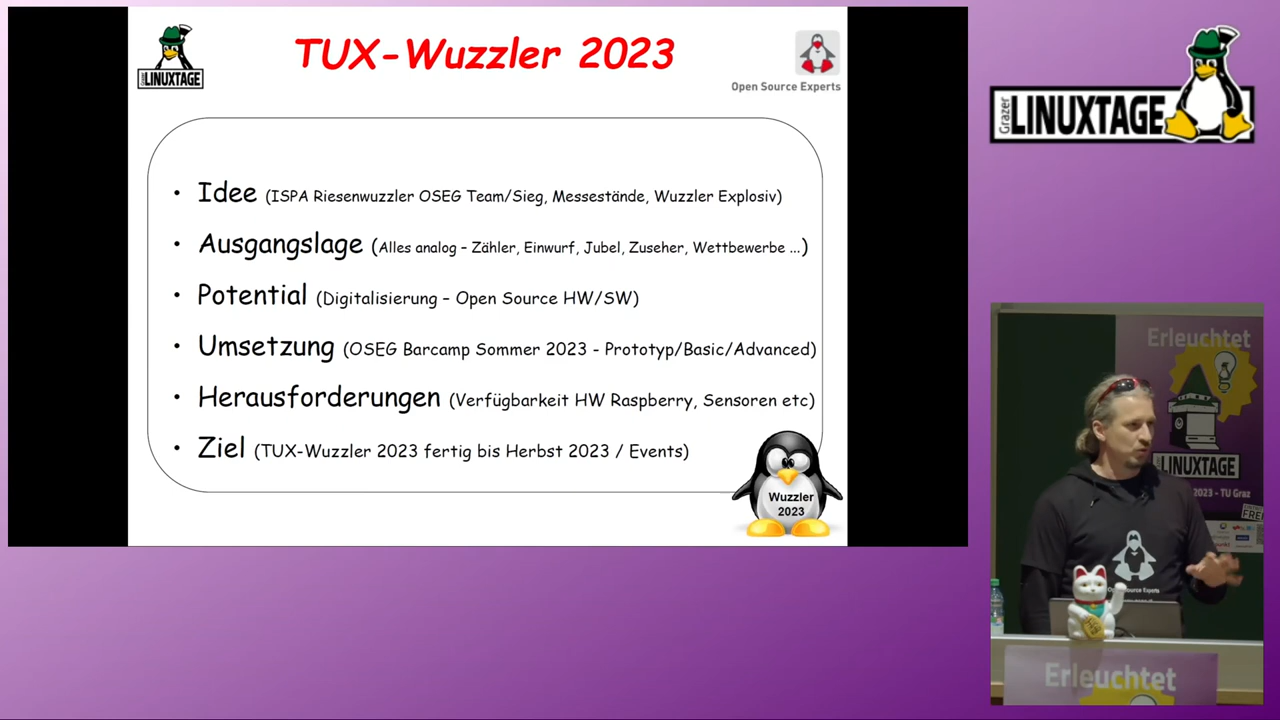 TUX-Wuzzler 2023
LINUXTAGE
Open Source Experts
• Idee (ISPA Riesenwuzzler OSEG Team/Sieg, Messestände, Wuzzler Explosiv)
• Ausgangslage (Alles analog – Zähler, Einwurf, Jubel, Zuseher, Wettbewerbe ...)
• Potential (Digitalisierung – Open Source HW/SW)
• Umsetzung (OSEG Barcamp Sommer 2023 - Prototyp/Basic/Advanced)
• Herausforderungen (Verfügbarkeit HW Raspberry, Sensoren etc)
• Ziel (TUX-Wuzzler 2023 fertig bis Herbst 2023 / Events)
Wuzzler
2023
Grazer
LINUXTAGE
Erleuchtet
LINUXTAGE
2023 - TU Graz
Erleuchtet